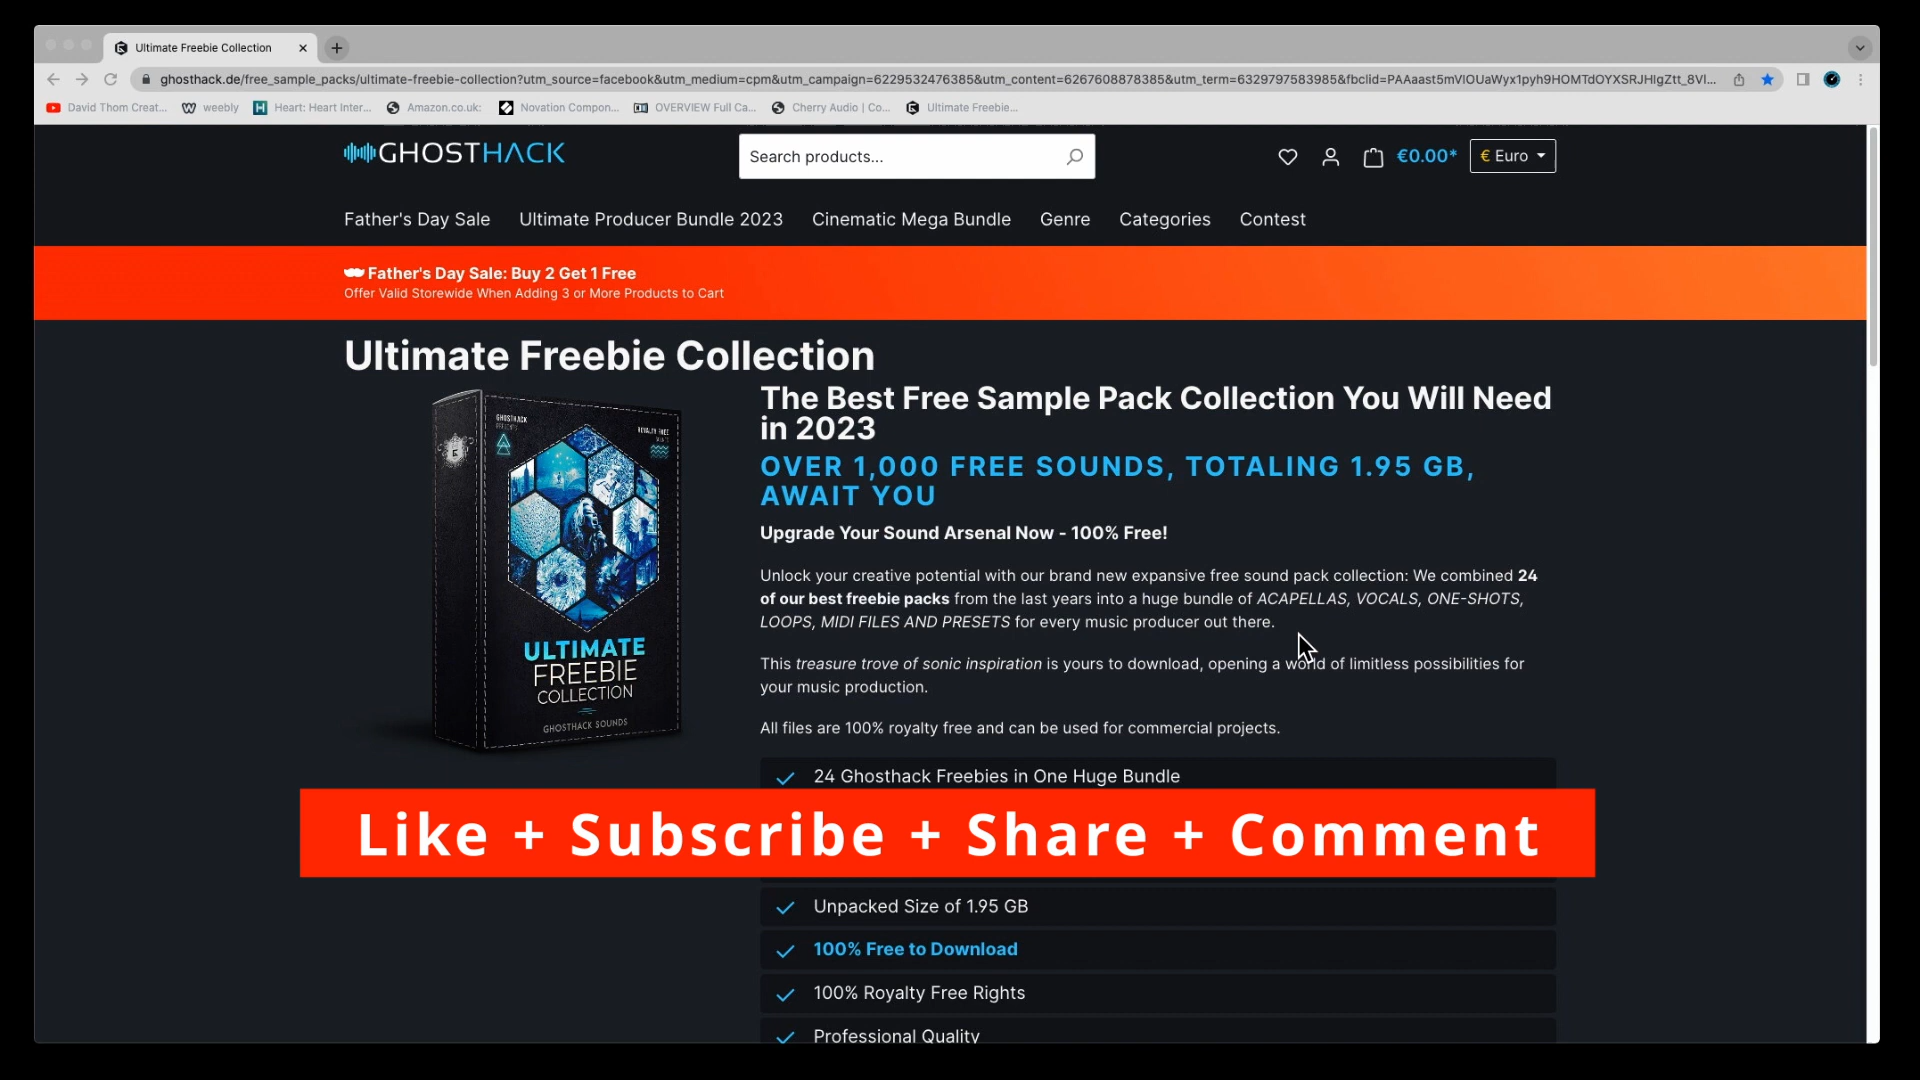 Ultimate Freebie Collection
ghosthack.de/free_sample_packs/ultimate-freebie-collection?utm_source=facebook&utm_medium=cpm&utm_campaign=6229532476385&utm_content=6267608878385&utm_term=6329797583985&fbclid=PAAaast5mVIOUaWyx1pyh9HOMTdOYXSRJHIgZtt_8VI...
David Thom Creat... weebly Heart: Heart Inter... Amazon.co.uk: Novation Compon... OVERVIEW Full Ca... Cherry Audio | Co... Ultimate Freebie...
GHOSTHACK
Search products...
€0.00*
€ Euro
Father's Day Sale Ultimate Producer Bundle 2023 Cinematic Mega Bundle Genre Categories Contest
Father's Day Sale: Buy 2 Get 1 Free
Offer Valid Storewide When Adding 3 or More Products to Cart
Ultimate Freebie Collection
GHOSTHACK
PRESENTS
ROYALTY FREE
ULTIMATE
FREEBIE
COLLECTION
GHOSTHACK SOUNDS
The Best Free Sample Pack Collection You Will Need
in 2023
OVER 1,000 FREE SOUNDS, TOTALING 1.95 GB,
AWAIT YOU
Upgrade Your Sound Arsenal Now - 100% Free!
Unlock your creative potential with our brand new expansive free sound pack collection: We combined 24
of our best freebie packs from the last years into a huge bundle of ACAPELLAS, VOCALS, ONE-SHOTS,
LOOPS, MIDI FILES AND PRESETS for every music producer out there.
This treasure trove of sonic inspiration is yours to download, opening a world of limitless possibilities for
your music production.
All files are 100% royalty free and can be used for commercial projects.
24 Ghosthack Freebies in One Huge Bundle
Like + Subscribe + Share + Comment
Unpacked Size of 1.95 GB
100% Free to Download
100% Royalty Free Rights
Professional Quality